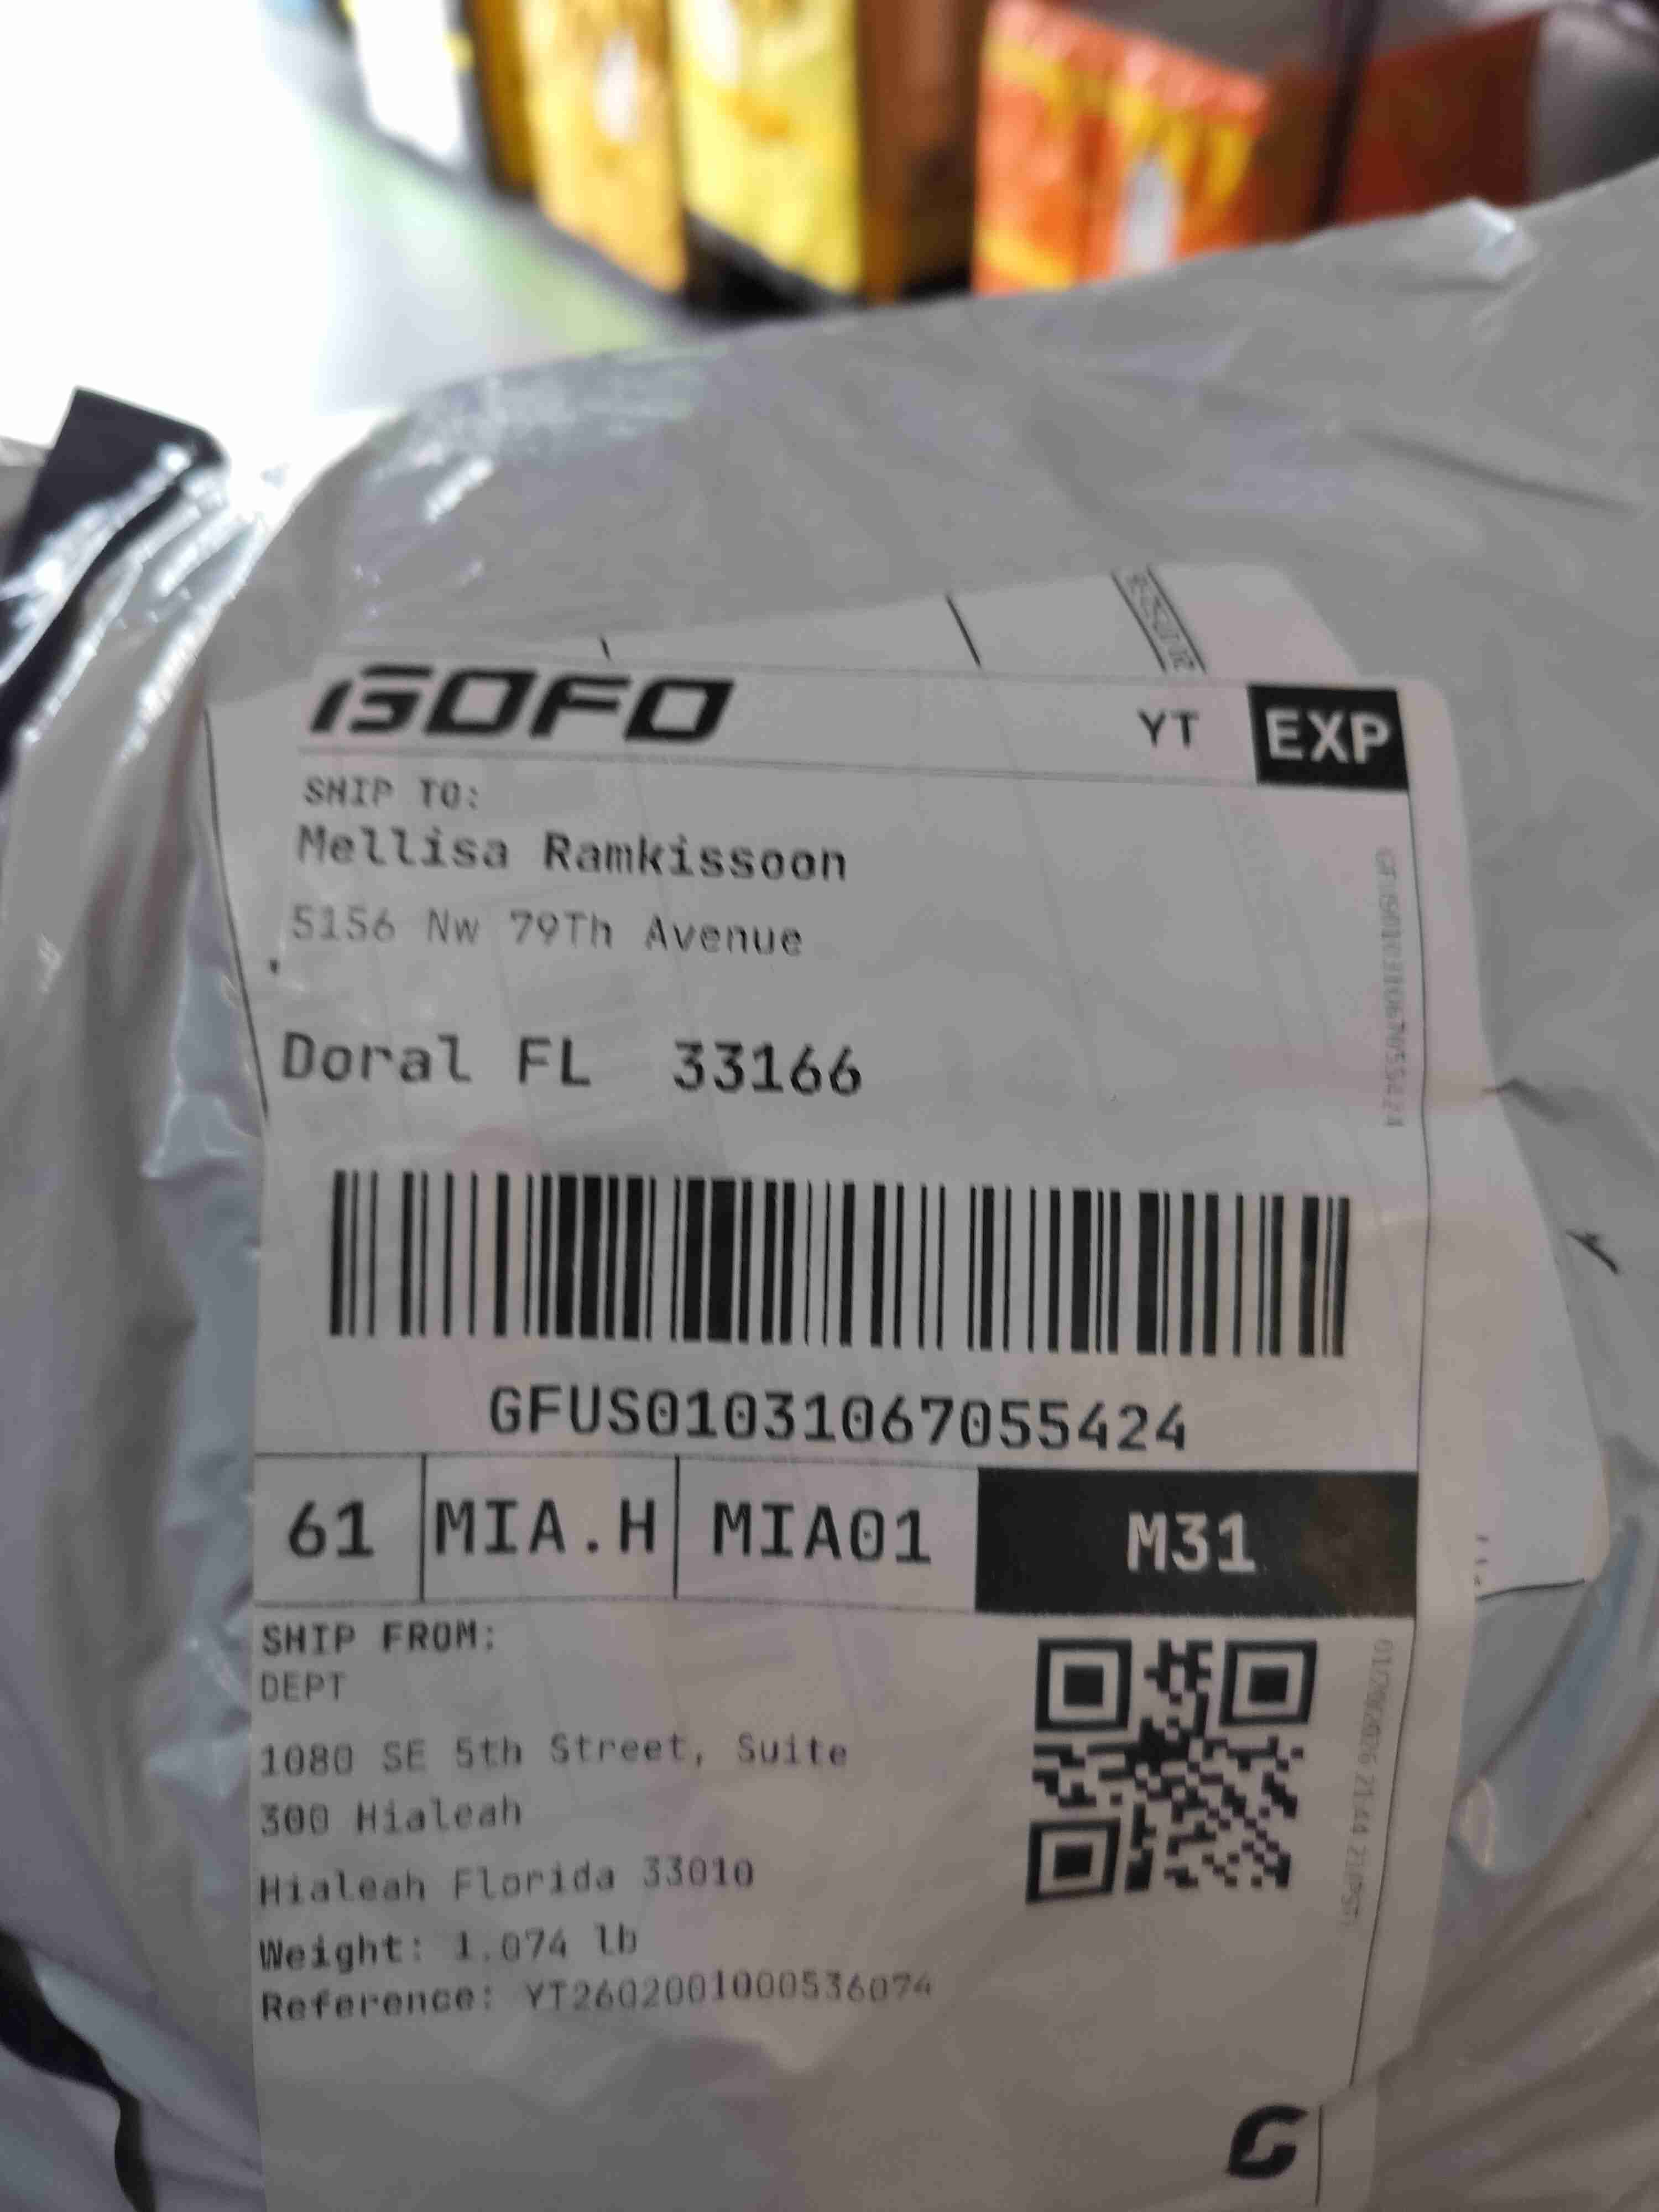 GOFO YT EXP
SHIP TO:
Mellisa Ramkissoon
5156 Nw 79Th Avenue
Doral FL 33166
GFUS01031067055424
GFUS01031067055424
61 MIA.H MIA01 M31
SHIP FROM:
DEPT
1080 SE 5th Street, Suite
300 Hialeah
Hialeah Florida 33010
Weight: 1.074 lb
Reference: YT2602001000536074
G